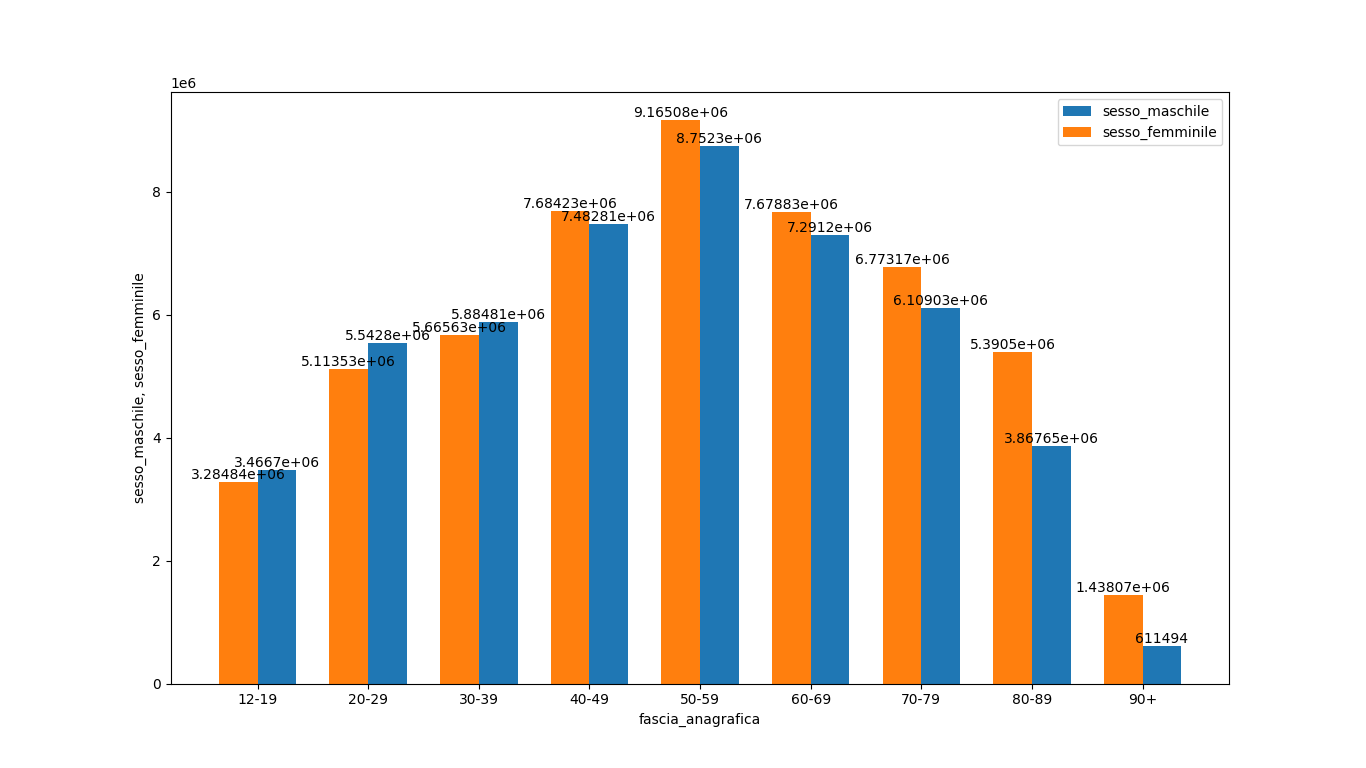 1e6
sesso_maschile
sesso_femminile
9.16508e+06
8.7523e+06
7.68423e+06
7.48281e+06
7.67883e+06
7.2912e+06
6.77317e+06
6.10903e+06
5.88481e+06
5.66563e+06
5.5428e+06
5.11353e+06
5.3905e+06
3.86765e+06
3.4667e+06
3.28484e+06
1.43807e+06
611494
8
6
4
2
0
sesso_maschile, sesso_femminile
12-19 20-29 30-39 40-49 50-59 60-69 70-79 80-89 90+
fascia_anagrafica